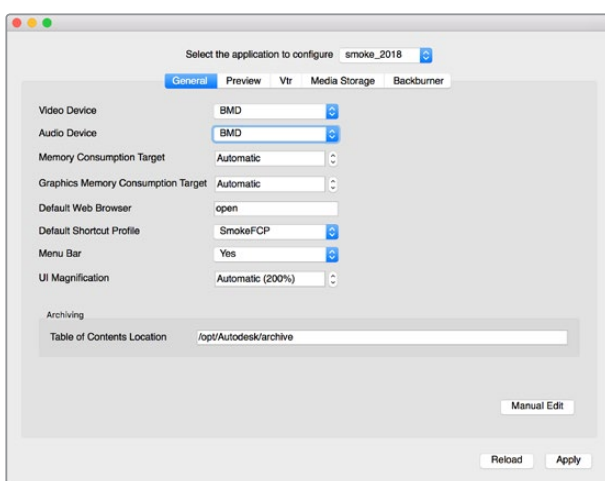 Select the application to configure smoke_2018
General Preview Vtr Media Storage Backburner
Video Device BMD
Audio Device BMD
Memory Consumption Target Automatic
Graphics Memory Consumption Target Automatic
Default Web Browser open
Default Shortcut Profile SmokeFCP
Menu Bar Yes
UI Magnification Automatic (200%)
Archiving
Table of Contents Location /opt/Autodesk/archive
Manual Edit
Reload Apply